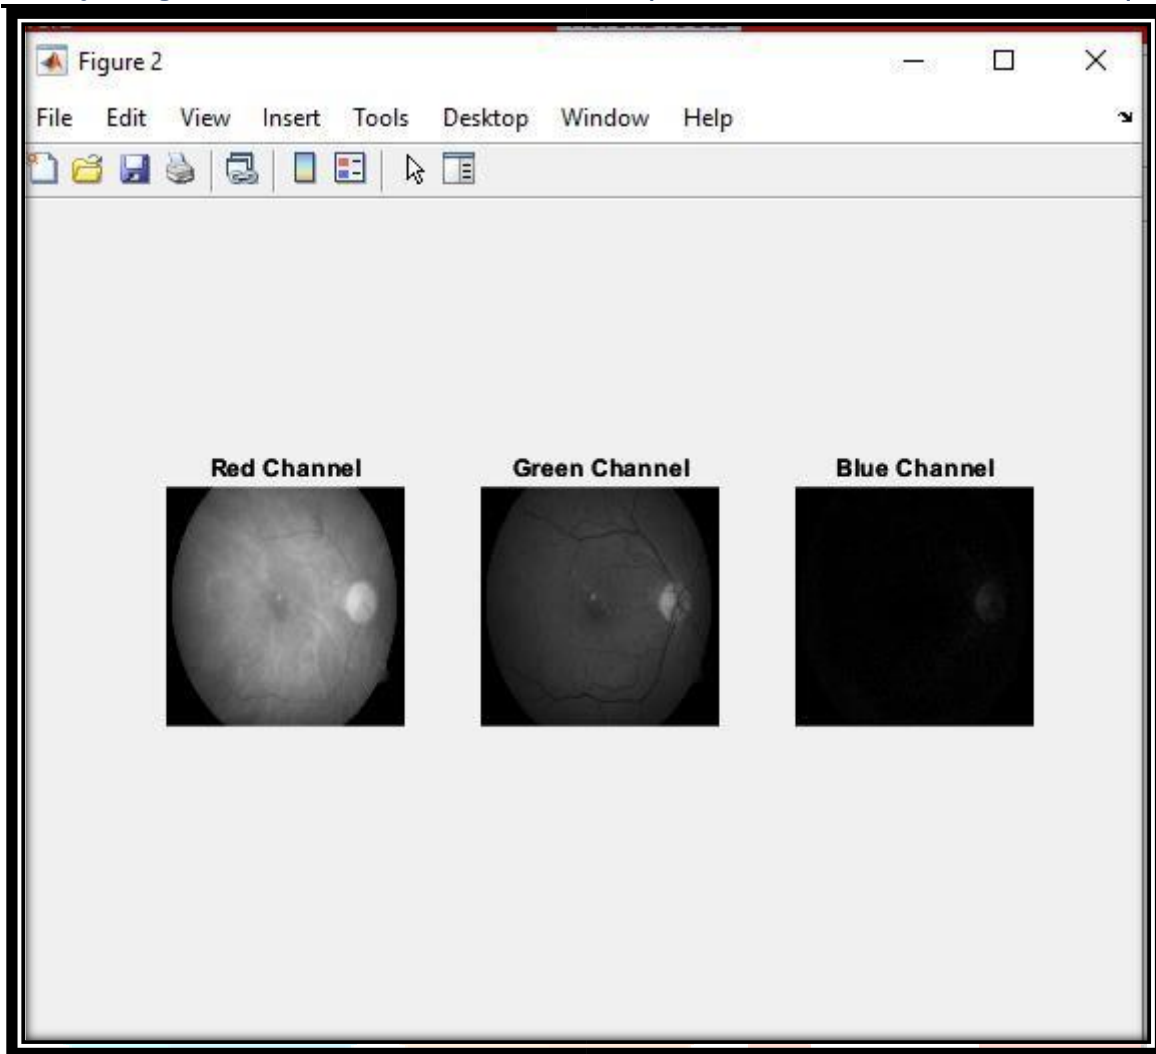 Figure 2
File Edit View Insert Tools Desktop Window Help
Red Channel Green Channel Blue Channel